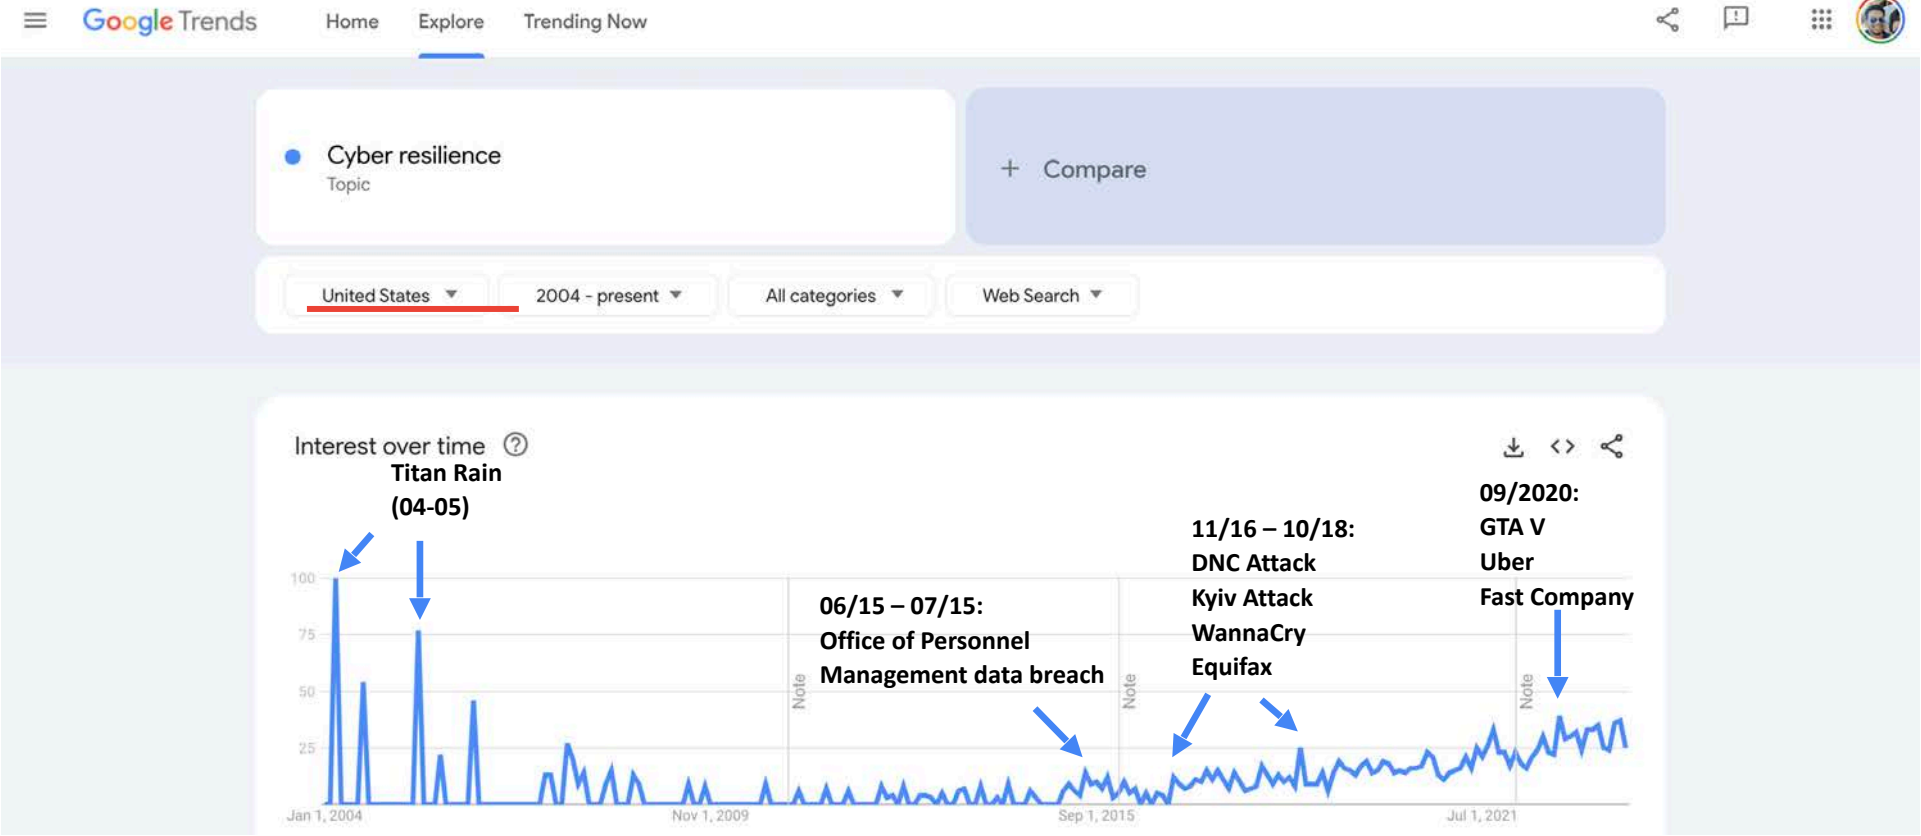 Google Trends
Home
Explore
Trending Now
Cyber resilience
Topic
+ Compare
United States
2004 - present
All categories
Web Search
Interest over time
Titan Rain
(04-05)
09/2020:
GTA V
Uber
Fast Company
11/16 – 10/18:
DNC Attack
Kyiv Attack
WannaCry
Equifax
06/15 – 07/15:
Office of Personnel
Management data breach
100
75
50
25
Note
Note
Note
Jan 1, 2004
Nov 1, 2009
Sep 1, 2015
Jul 1, 2021